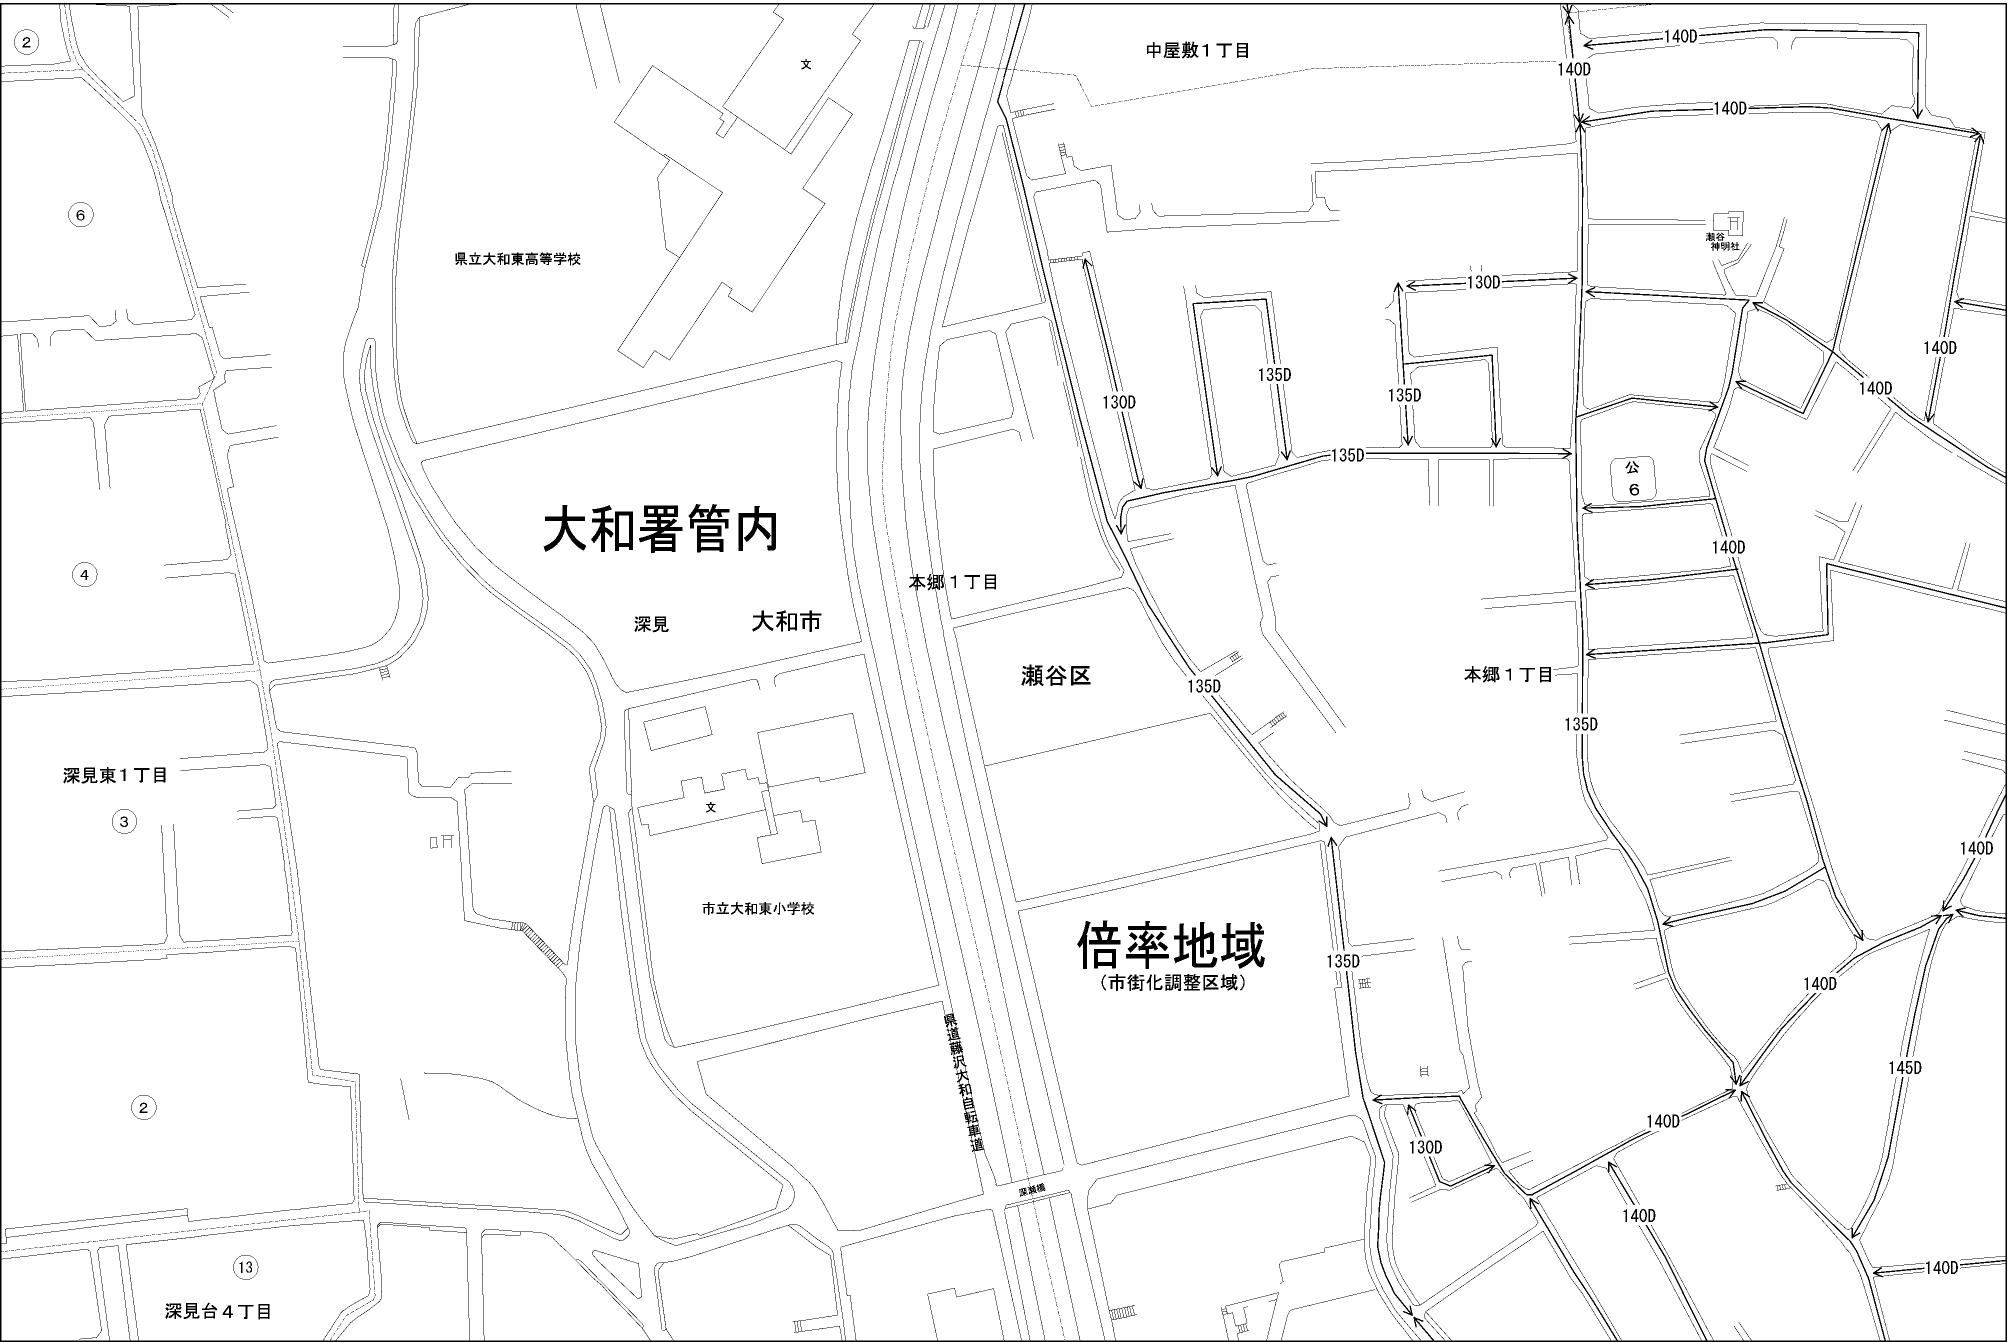 2
文
中屋敷１丁目
140D
140D
140D
6
県立大和東高等学校
瀬谷
神明社
130D
140D
140D
130D
135D
135D
135D
公
6
大和署管内
140D
4
本郷１丁目
深見
大和市
瀬谷区
135D
本郷１丁目
135D
深見東１丁目
文
3
140D
市立大和東小学校
倍率地域
（市街化調整区域）
135D
140D
県道藤沢大和自転車道
145D
2
140D
130D
深瀬橋
140D
13
140D
深見台４丁目